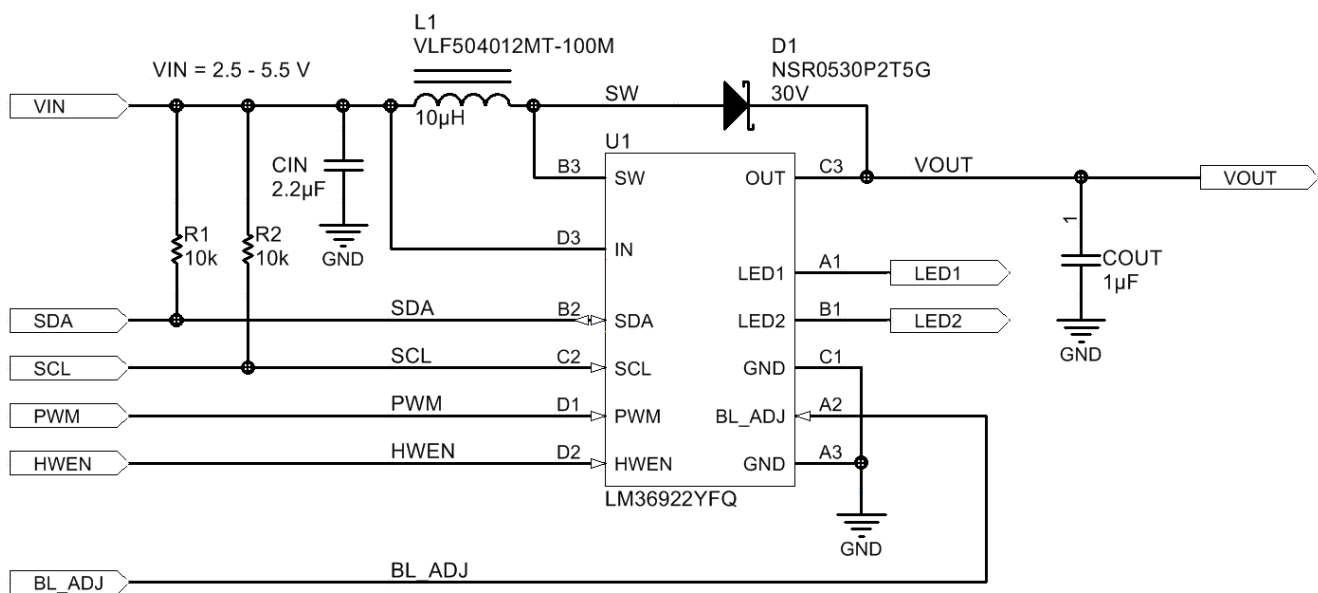 L1
VLF504012MT-100M
D1
NSR0530P2T5G
30V
VIN = 2.5 - 5.5 V
VIN
10µH
SW
U1
CIN
2.2µF
GND
B3
SW
OUT
C3
VOUT
VOUT
R1
10k
R2
10k
D3
IN
1
LED1
A1
LED1
COUT
1µF
GND
SDA
SDA
B2
SDA
LED2
B1
LED2
SCL
SCL
C2
SCL
GND
C1
PWM
PWM
D1
PWM
BL_ADJ
A2
HWEN
HWEN
D2
HWEN
GND
A3
LM36922YFQ
GND
BL_ADJ
BL_ADJ